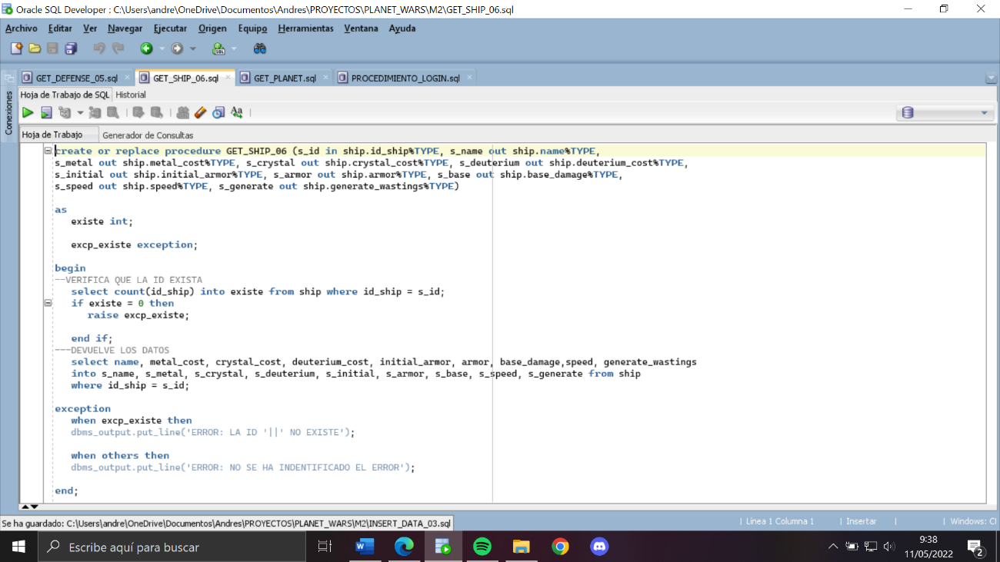 Oracle SQL Developer : C:\Users\andre\OneDrive\Documentos\Andres\PROYECTOS\PLANET_WARS\M2\GET_SHIP_06.sql
Archivo Editar Ver Navegar Ejecutar Origen Equipo Herramientas Ventana Ayuda
GET_DEFENSE_05.sql GET_SHIP_06.sql GET_PLANET.sql PROCEDIMIENTO_LOGIN.sql
Conexiones
Hoja de Trabajo de SQL Historial
Hoja de Trabajo Generador de Consultas
create or replace procedure GET_SHIP_06 (s_id in ship.id_ship%TYPE, s_name out ship.name%TYPE,
s_metal out ship.metal_cost%TYPE, s_crystal out ship.crystal_cost%TYPE, s_deuterium out ship.deuterium_cost%TYPE,
s_initial out ship.initial_armor%TYPE, s_armor out ship.armor%TYPE, s_base out ship.base_damage%TYPE,
s_speed out ship.speed%TYPE, s_generate out ship.generate_wastings%TYPE)
as
existe int;
excp_existe exception;
begin
--VERIFICA QUE LA ID EXISTA
select count(id_ship) into existe from ship where id_ship = s_id;
if existe = 0 then
raise excp_existe;
end if;
---DEVUELVE LOS DATOS
select name, metal_cost, crystal_cost, deuterium_cost, initial_armor, armor, base_damage,speed, generate_wastings
into s_name, s_metal, s_crystal, s_deuterium, s_initial, s_armor, s_base, s_speed, s_generate from ship
where id_ship = s_id;
exception
when excp_existe then
dbms_output.put_line('ERROR: LA ID '||' NO EXISTE');
when others then
dbms_output.put_line('ERROR: NO SE HA INDENTIFICADO EL ERROR');
end;
Se ha guardado: C:\Users\andre\OneDrive\Documentos\Andres\PROYECTOS\PLANET_WARS\M2\INSERT_DATA_03.sql
Línea 1 Columna 1 Insertar Windows: Cl
Escribe aquí para buscar
9:38
11/05/2022
2